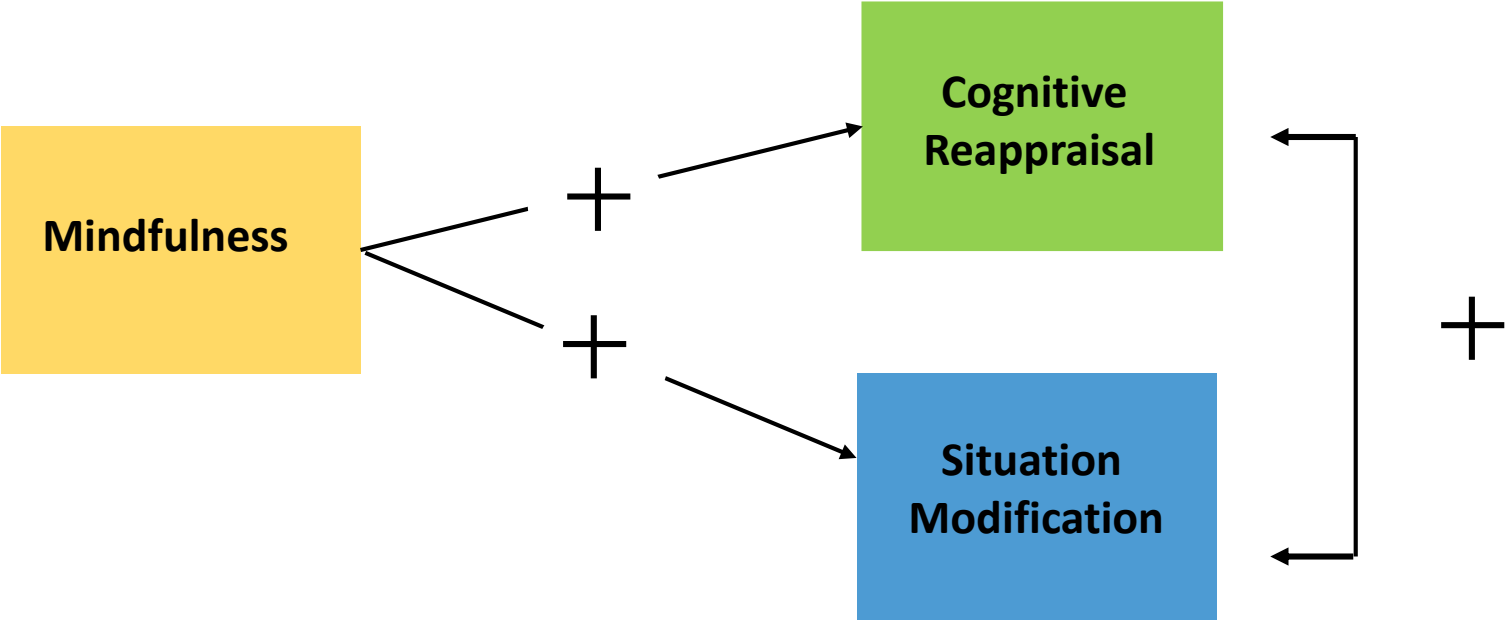 Cognitive
Reappraisal
Mindfulness
+
+
+
Situation
Modification